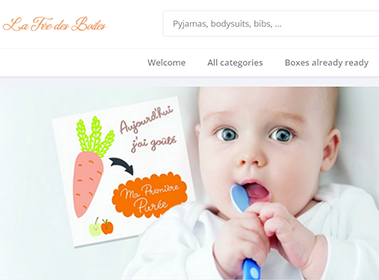 La Fée des Boîtes
Pyjamas, bodysuits, bibs, ...
Welcome
All categories
Boxes already ready
Aujourd'hui
j'ai goûté
Ma Première
Purée